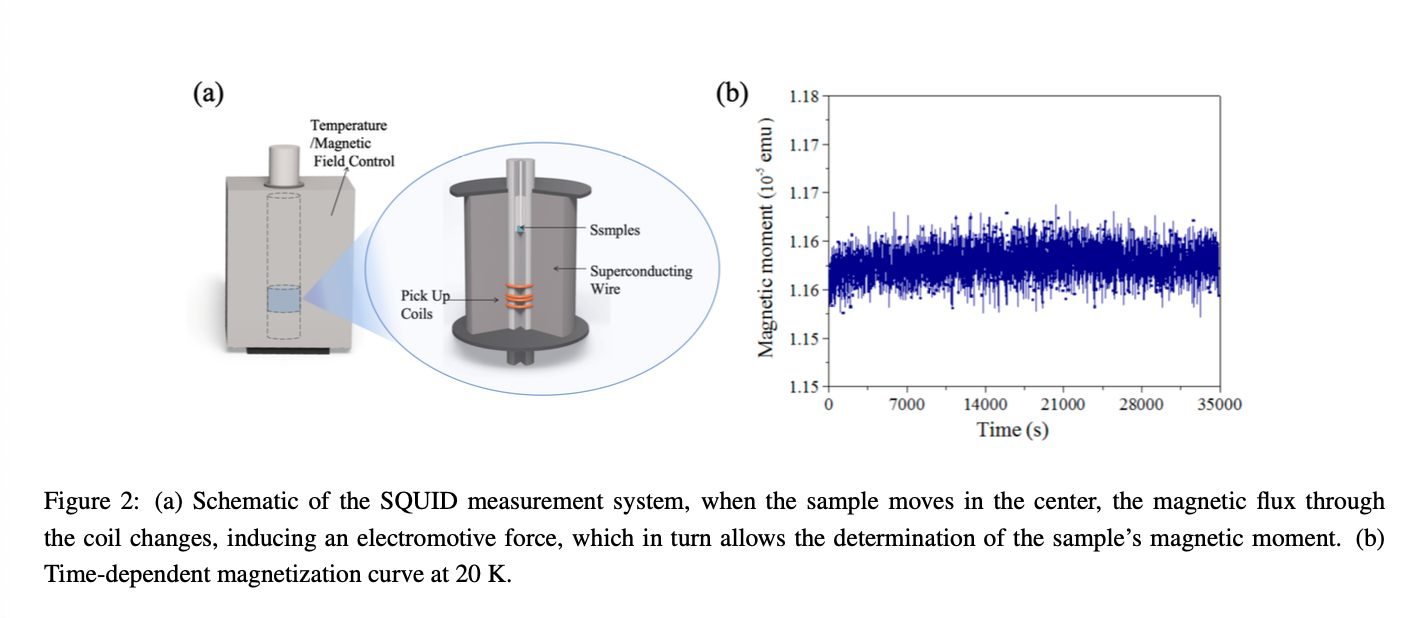 (a)
Temperature
/Magnetic
Field Control
Ssmples
Superconducting
Wire
Pick Up
Coils
(b)
Magnetic moment (10⁻⁵ emu)
1.18
1.17
1.17
1.16
1.16
1.15
1.15
0 7000 14000 21000 28000 35000
Time (s)
Figure 2: (a) Schematic of the SQUID measurement system, when the sample moves in the center, the magnetic flux through
the coil changes, inducing an electromotive force, which in turn allows the determination of the sample’s magnetic moment. (b)
Time-dependent magnetization curve at 20 K.